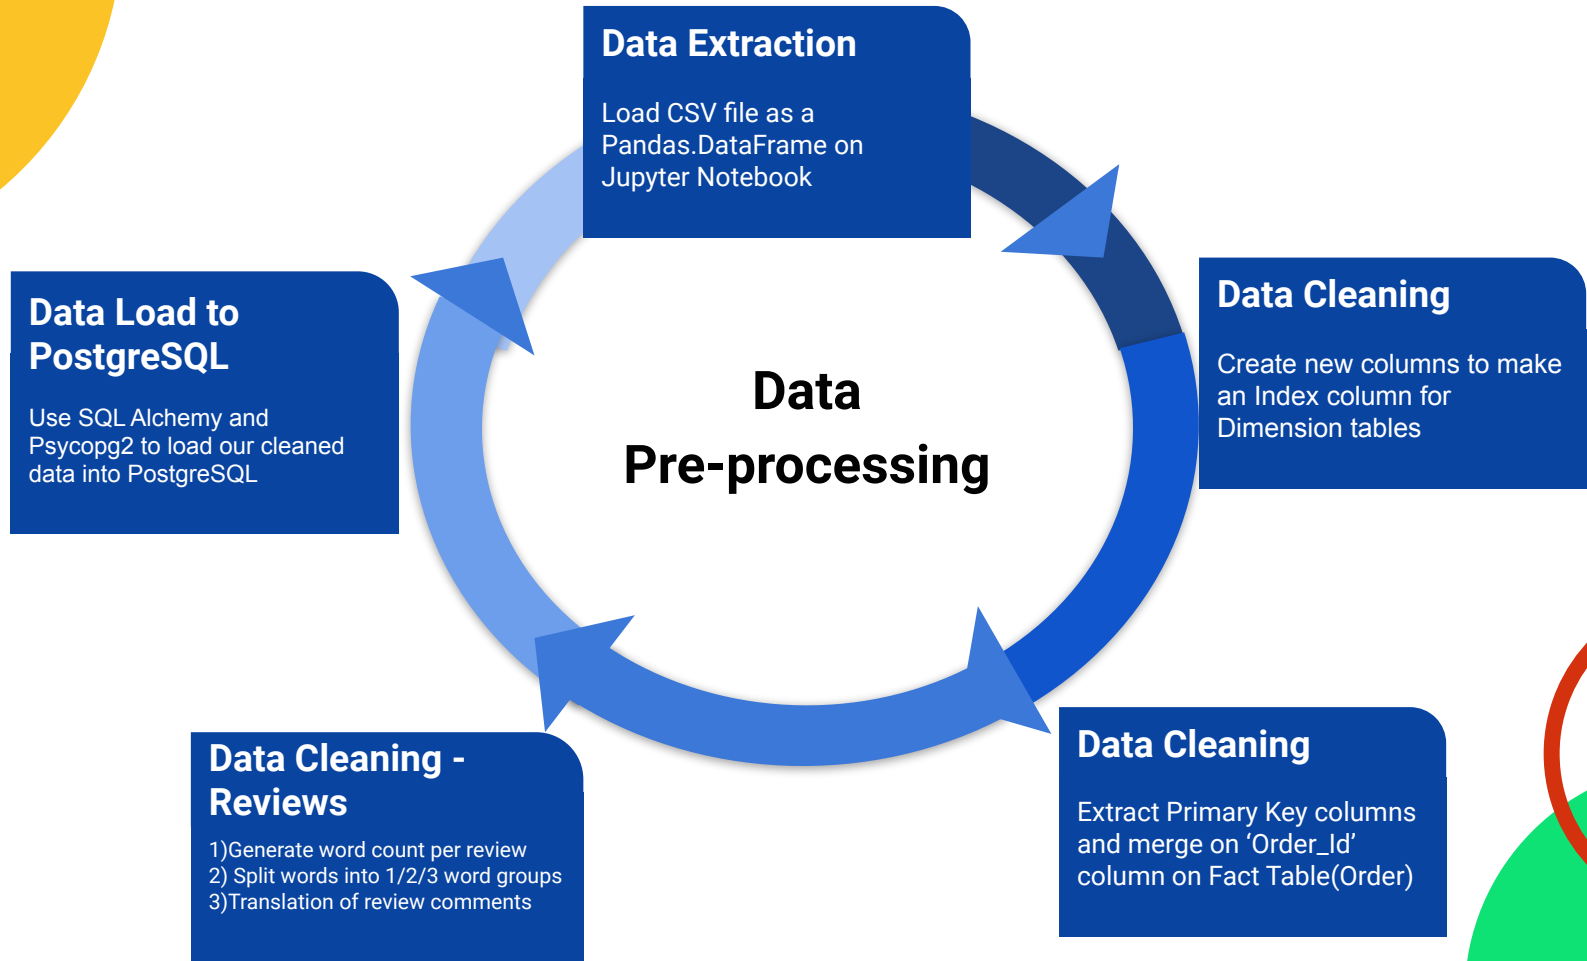 Data Extraction
Load CSV file as a
Pandas.DataFrame on
Jupyter Notebook
Data Cleaning
Create new columns to make
an Index column for
Dimension tables
Data Cleaning
Extract Primary Key columns
and merge on ‘Order_Id’
column on Fact Table(Order)
Data Cleaning -
Reviews
1)Generate word count per review
2) Split words into 1/2/3 word groups
3)Translation of review comments
Data Load to
PostgreSQL
Use SQL Alchemy and
Psycopg2 to load our cleaned
data into PostgreSQL
Data
Pre-processing